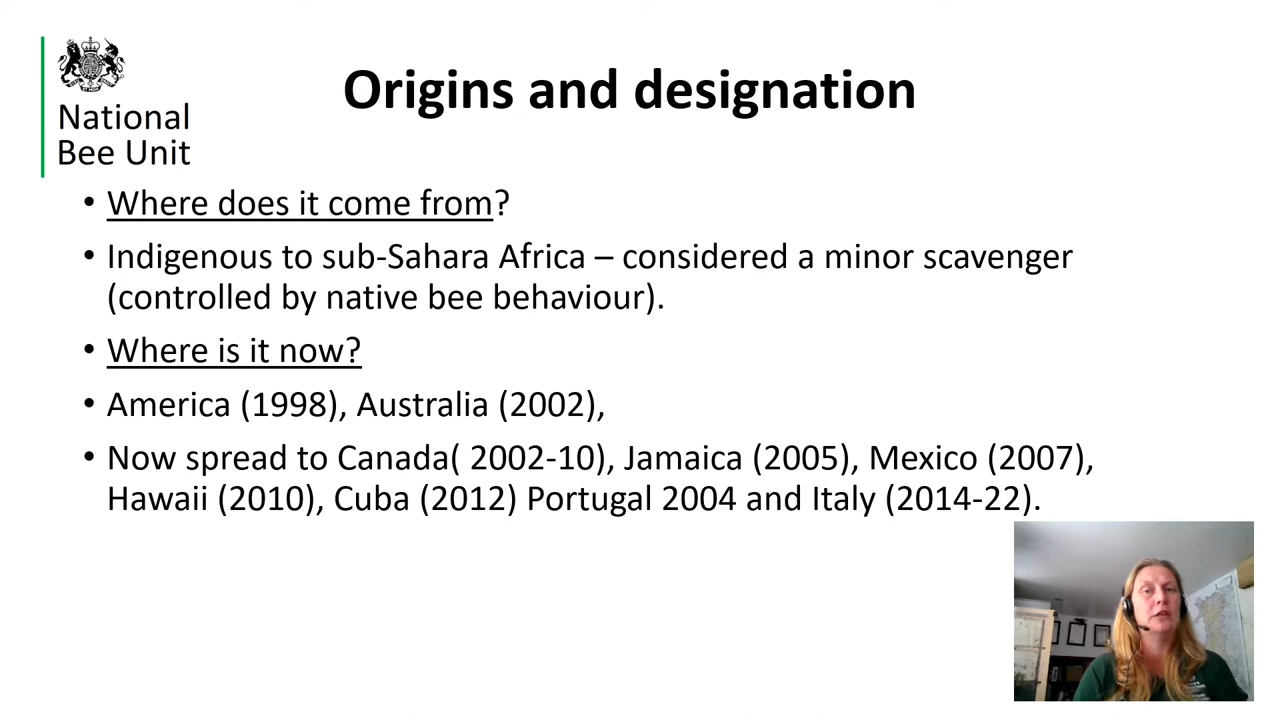 National
Bee Unit
Origins and designation
• Where does it come from?
• Indigenous to sub-Sahara Africa – considered a minor scavenger
(controlled by native bee behaviour).
• Where is it now?
• America (1998), Australia (2002),
• Now spread to Canada( 2002-10), Jamaica (2005), Mexico (2007),
Hawaii (2010), Cuba (2012) Portugal 2004 and Italy (2014-22).